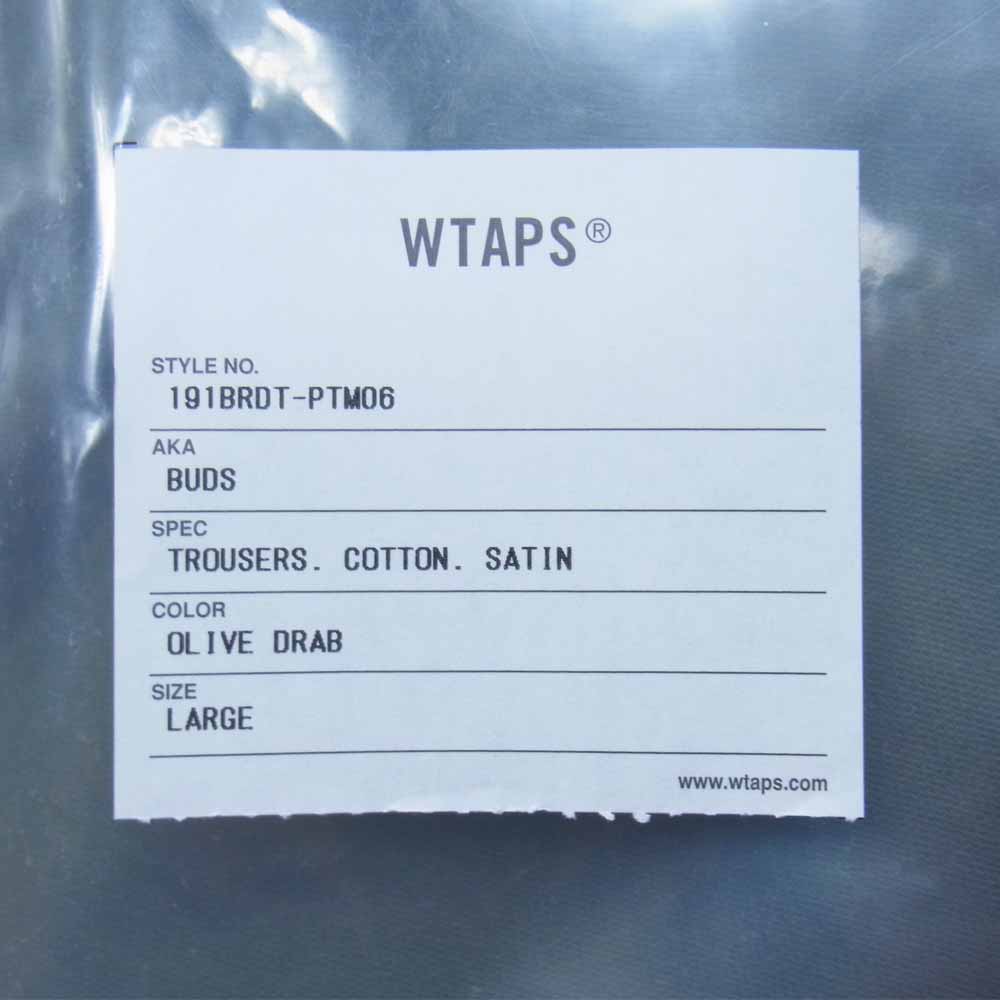 WTAPS®
STYLE NO.
191BRDT-PTM06
AKA
BUDS
SPEC
TROUSERS. COTTON. SATIN
COLOR
OLIVE DRAB
SIZE
LARGE
www.wtaps.com